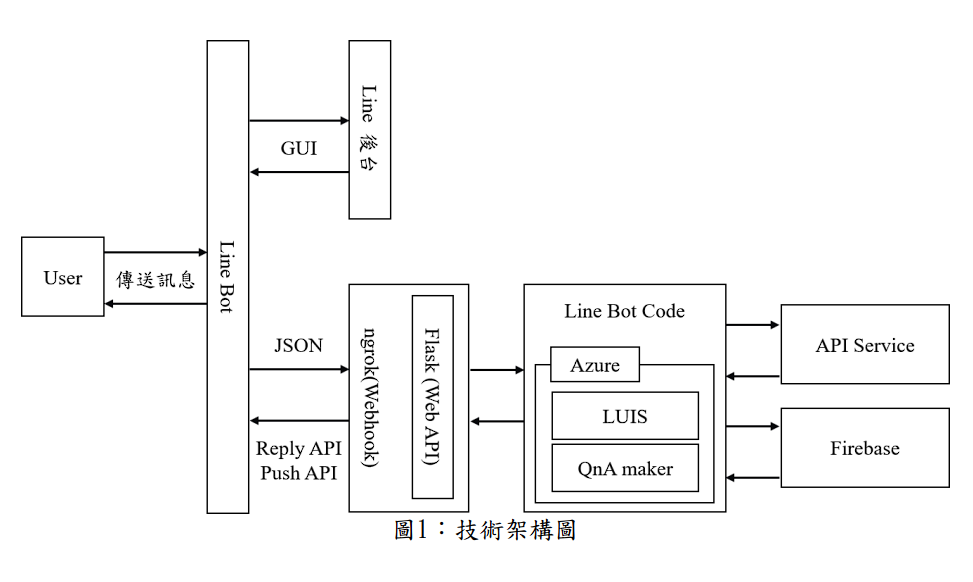 Line 後台
GUI
Line Bot
User
傳送訊息
JSON
Reply API
Push API
ngrok(Webhook)
Flask (Web API)
Line Bot Code
Azure
LUIS
QnA maker
API Service
Firebase
圖1：技術架構圖